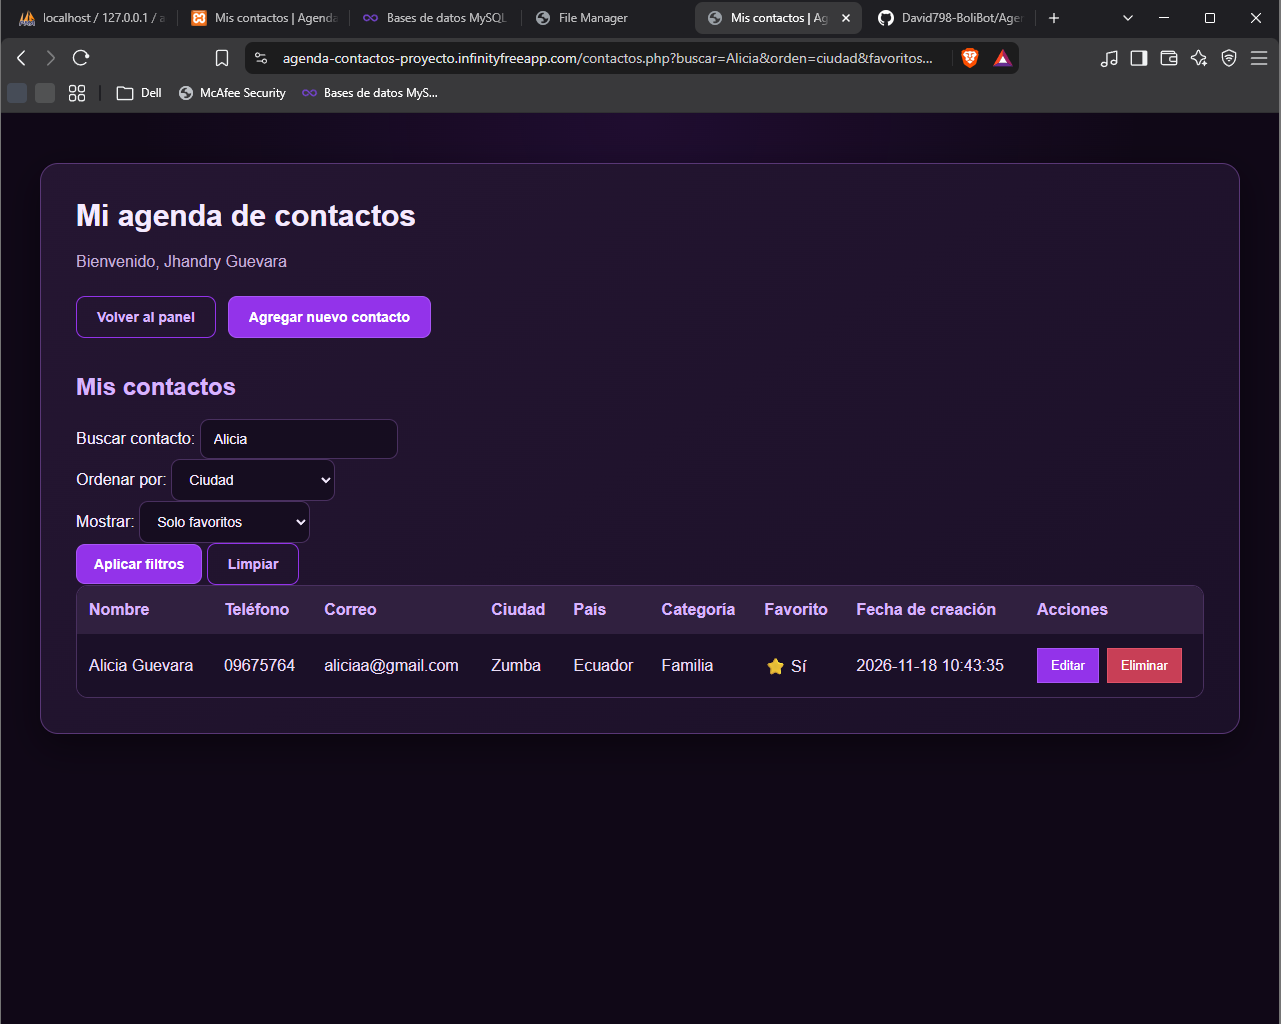 localhost / 127.0.0.1 / a
Mis contactos | Agenda
Bases de datos MySQL
File Manager
Mis contactos | Ag
David798-BoliBot/Agen
agenda-contactos-proyecto.infinityfreeapp.com/contactos.php?buscar=Alicia&orden=ciudad&favoritos...
Dell
McAfee Security
Bases de datos MyS...
Mi agenda de contactos
Bienvenido, Jhandry Guevara
Volver al panel
Agregar nuevo contacto
Mis contactos
Buscar contacto: Alicia
Ordenar por: Ciudad
Mostrar: Solo favoritos
Aplicar filtros Limpiar
Nombre Teléfono Correo Ciudad País Categoría Favorito Fecha de creación Acciones
Alicia Guevara 09675764 aliciaa@gmail.com Zumba Ecuador Familia ⭐ Sí 2026-11-18 10:43:35 Editar Eliminar